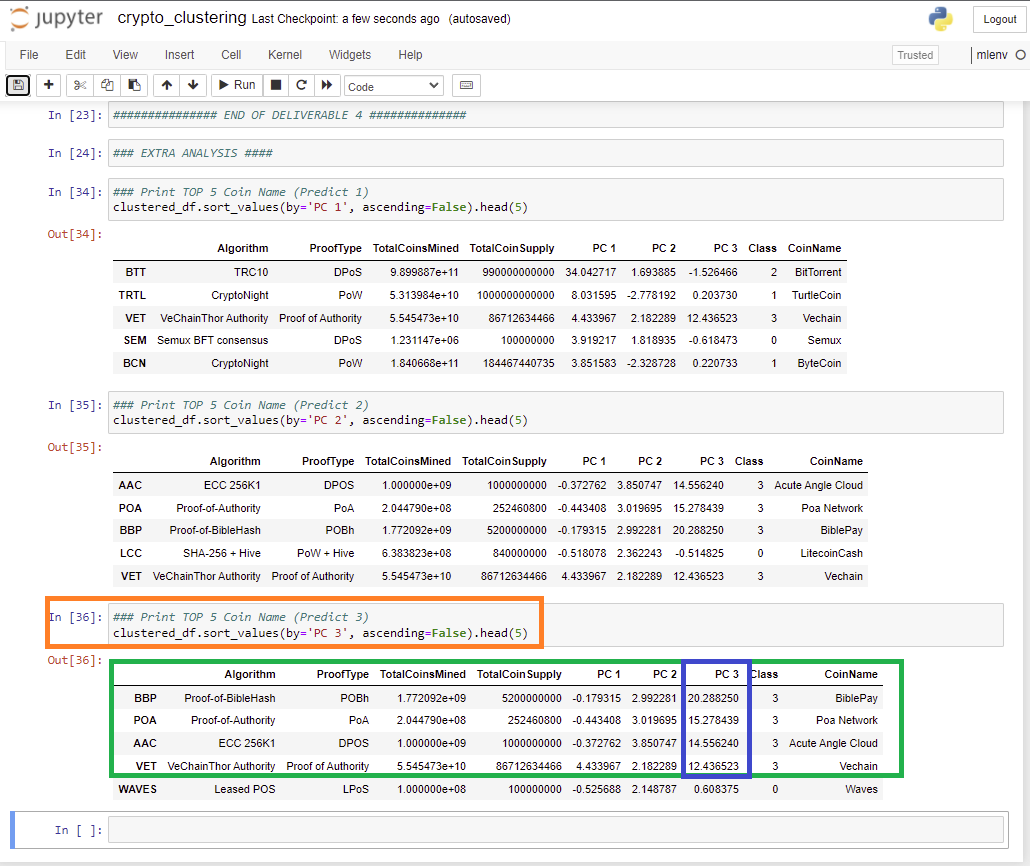 jupyter crypto_clustering Last Checkpoint: a few seconds ago (autosaved) Logout
File Edit View Insert Cell Kernel Widgets Help Trusted mlenv
Run Code
In [23]: ############### END OF DELIVERABLE 4 ##############
In [24]: ### EXTRA ANALYSIS ####
In [34]: ### Print TOP 5 Coin Name (Predict 1)
clustered_df.sort_values(by='PC 1', ascending=False).head(5)
Out[34]:
Algorithm ProofType TotalCoinsMined TotalCoinSupply PC 1 PC 2 PC 3 Class CoinName
BTT TRC10 DPoS 9.899887e+11 990000000000 34.042717 1.693885 -1.526466 2 BitTorrent
TRTL CryptoNight PoW 5.313984e+10 1000000000000 8.031595 -2.778192 0.203730 1 TurtleCoin
VET VeChainThor Authority Proof of Authority 5.545473e+10 86712634466 4.433967 2.182289 12.436523 3 Vechain
SEM Semux BFT consensus DPoS 1.231147e+06 100000000 3.919217 1.818935 -0.618473 0 Semux
BCN CryptoNight PoW 1.840668e+11 184467440735 3.851583 -2.328728 0.220733 1 ByteCoin
In [35]: ### Print TOP 5 Coin Name (Predict 2)
clustered_df.sort_values(by='PC 2', ascending=False).head(5)
Out[35]:
Algorithm ProofType TotalCoinsMined TotalCoinSupply PC 1 PC 2 PC 3 Class CoinName
AAC ECC 256K1 DPOS 1.000000e+09 1000000000 -0.372762 3.850747 14.556240 3 Acute Angle Cloud
POA Proof-of-Authority PoA 2.044790e+08 252460800 -0.443408 3.019695 15.278439 3 Poa Network
BBP Proof-of-BibleHash POBh 1.772092e+09 5200000000 -0.179315 2.992281 20.288250 3 BiblePay
LCC SHA-256 + Hive PoW + Hive 6.383823e+08 840000000 -0.518078 2.362243 -0.514825 0 LitecoinCash
VET VeChainThor Authority Proof of Authority 5.545473e+10 86712634466 4.433967 2.182289 12.436523 3 Vechain
In [36]: ### Print TOP 5 Coin Name (Predict 3)
clustered_df.sort_values(by='PC 3', ascending=False).head(5)
Out[36]:
Algorithm ProofType TotalCoinsMined TotalCoinSupply PC 1 PC 2 PC 3 Class CoinName
BBP Proof-of-BibleHash POBh 1.772092e+09 5200000000 -0.179315 2.992281 20.288250 3 BiblePay
POA Proof-of-Authority PoA 2.044790e+08 252460800 -0.443408 3.019695 15.278439 3 Poa Network
AAC ECC 256K1 DPOS 1.000000e+09 1000000000 -0.372762 3.850747 14.556240 3 Acute Angle Cloud
VET VeChainThor Authority Proof of Authority 5.545473e+10 86712634466 4.433967 2.182289 12.436523 3 Vechain
WAVES Leased POS LPoS 1.000000e+08 100000000 -0.525688 2.148787 0.608375 0 Waves
In [ ]: